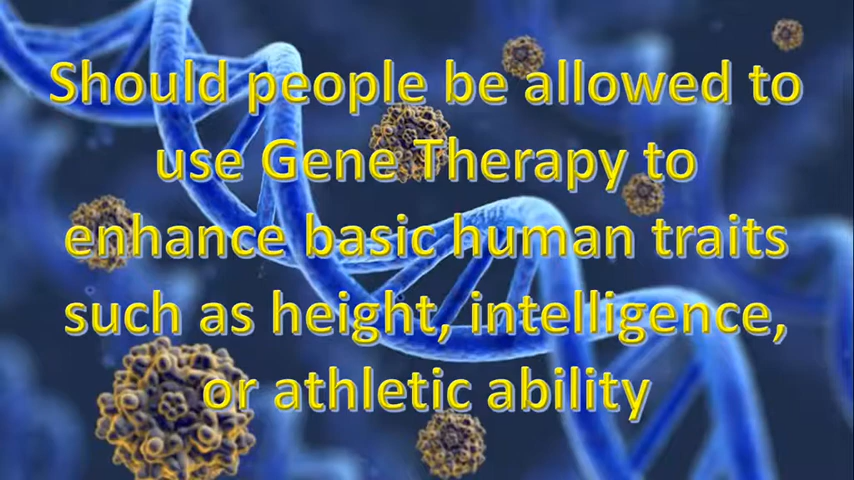 Should people be allowed to
use Gene Therapy to
enhance basic human traits
such as height, intelligence,
or athletic ability